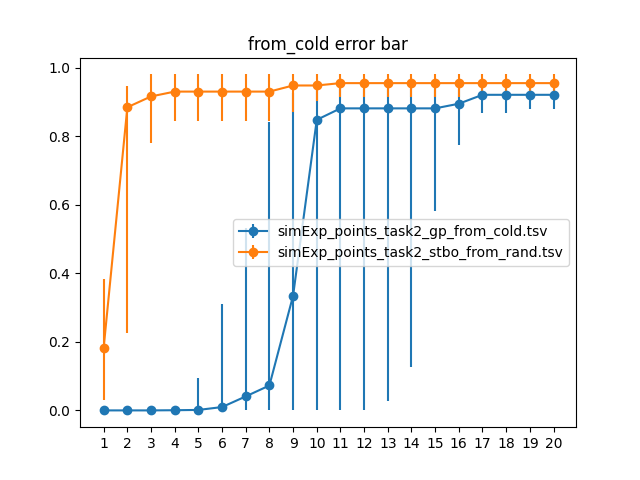 from_cold error bar
1.0
0.8
0.6
0.4
0.2
0.0
simExp_points_task2_gp_from_cold.tsv
simExp_points_task2_stbo_from_rand.tsv
1 2 3 4 5 6 7 8 9 10 11 12 13 14 15 16 17 18 19 20